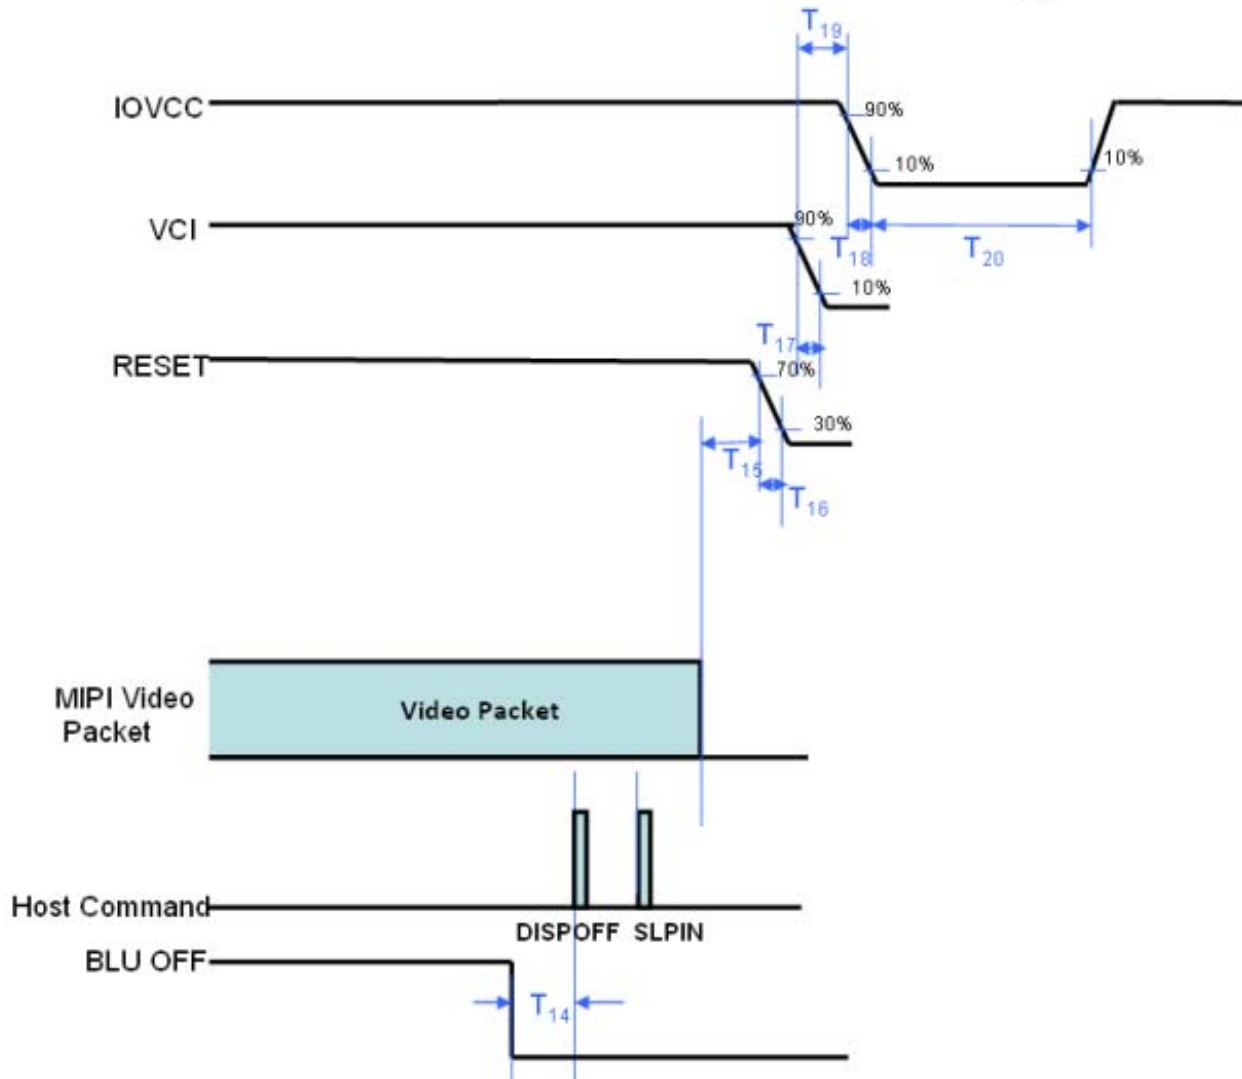 T19
IOVCC
90%
10%
10%
VCI
90%
T18
T20
10%
T17
RESET
70%
30%
T15
T16
MIPI Video
Packet
Video Packet
Host Command
DISPOFF SLPIN
BLU OFF
T14